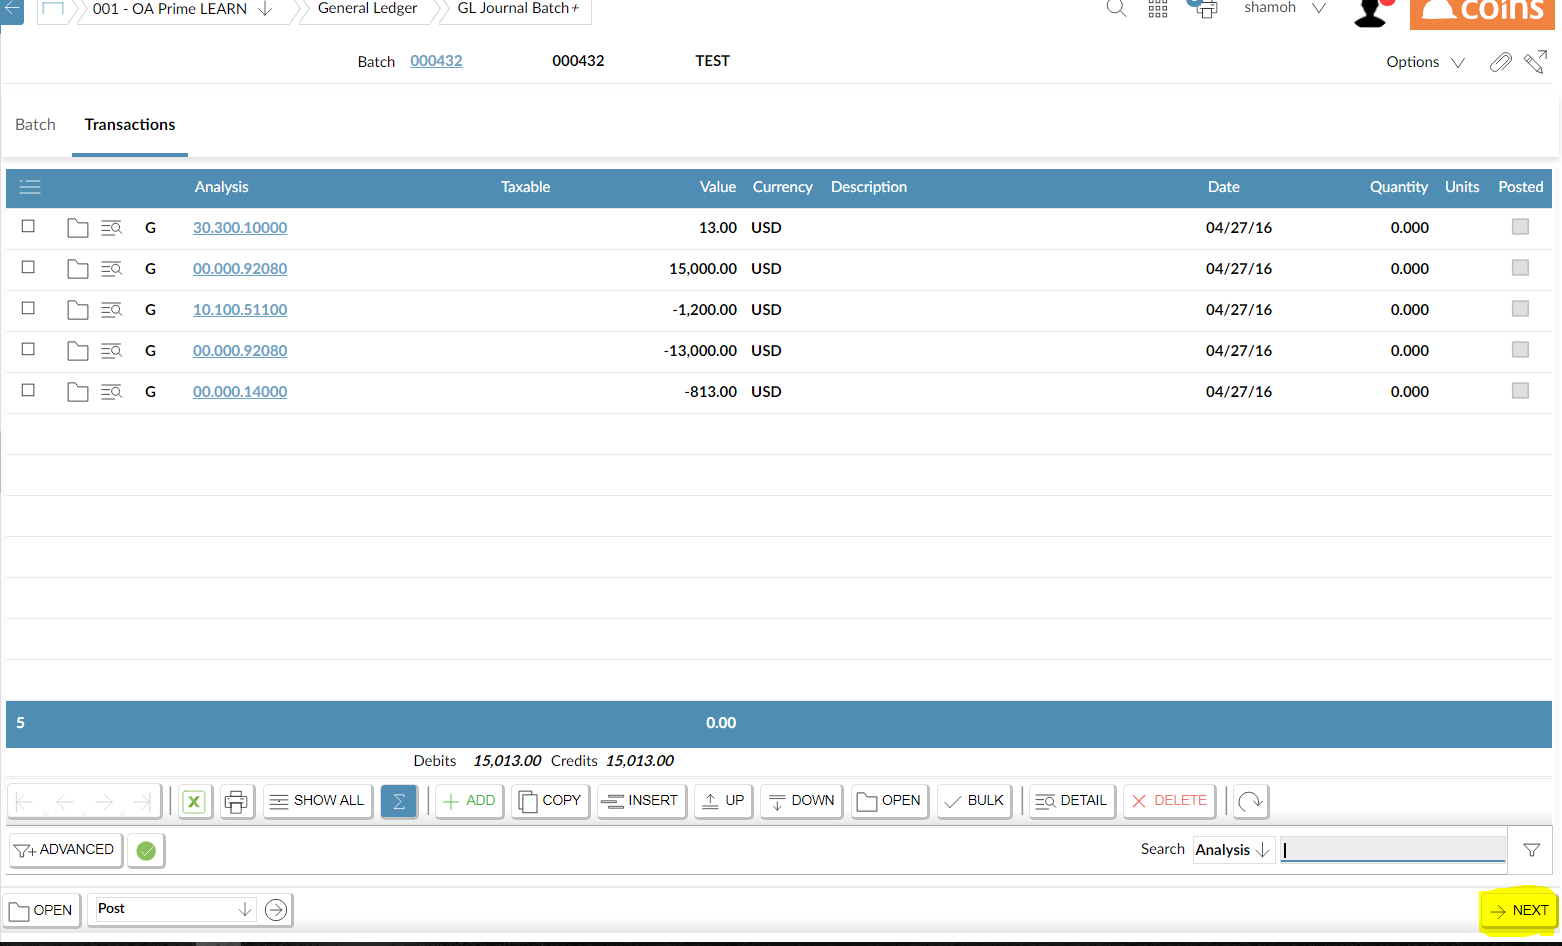 001 - OA Prime LEARN General Ledger GL Journal Batch+ shamoh coins
Batch 000432 000432 TEST Options
Batch Transactions
Analysis Taxable Value Currency Description Date Quantity Units Posted
G 30.300.10000 13.00 USD 04/27/16 0.000
G 00.000.92080 15,000.00 USD 04/27/16 0.000
G 10.100.51100 -1,200.00 USD 04/27/16 0.000
G 00.000.92080 -13,000.00 USD 04/27/16 0.000
G 00.000.14000 -813.00 USD 04/27/16 0.000
5 0.00
Debits 15,013.00 Credits 15,013.00
X SHOW ALL Σ ADD COPY INSERT UP DOWN OPEN BULK DETAIL DELETE
ADVANCED Search Analysis
OPEN Post NEXT